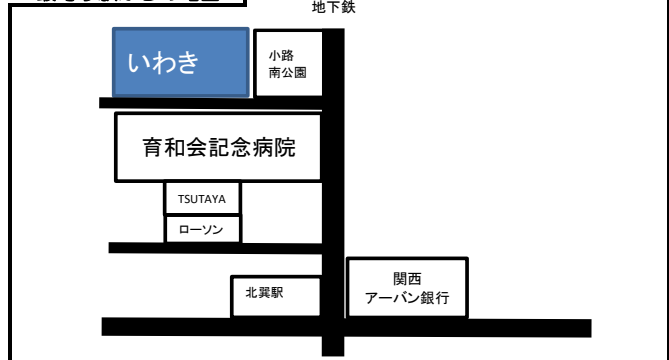 地下鉄
いわき
小路
南公園
育和会記念病院
TSUTAYA
ローソン
北巽駅
関西
アーバン銀行